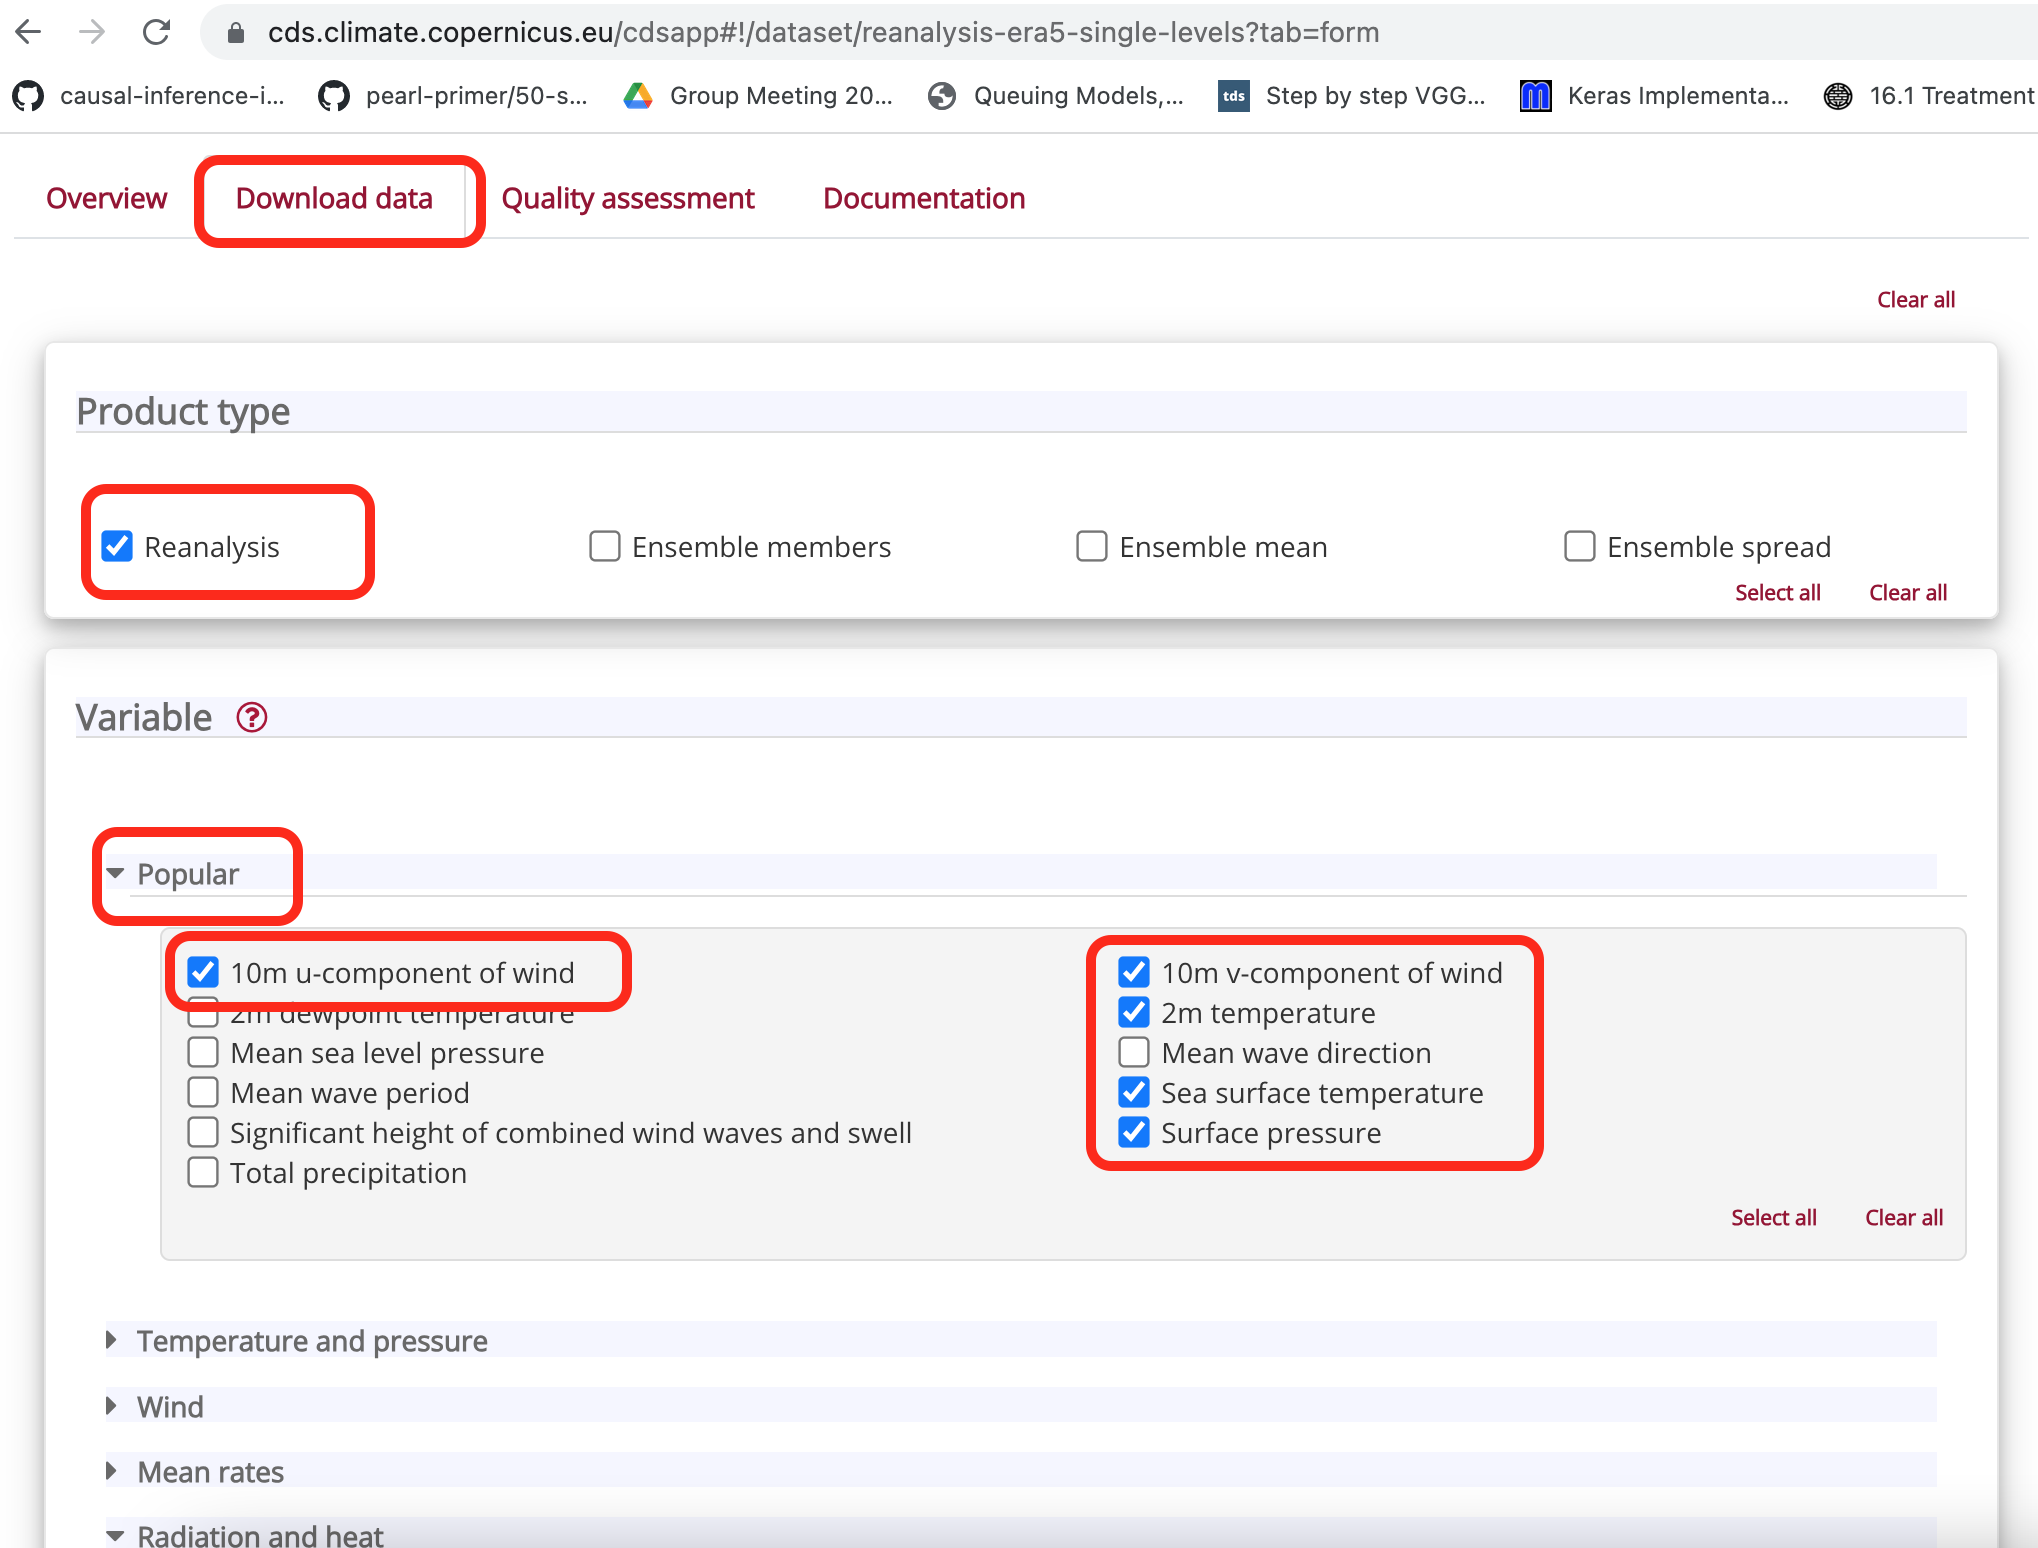 cds.climate.copernicus.eu/cdsapp#!/dataset/reanalysis-era5-single-levels?tab=form
causal-inference-i... pearl-primer/50-s... Group Meeting 20... Queuing Models,... tds Step by step VGG... Keras Implementa... 16.1 Treatment
Overview Download data Quality assessment Documentation
Clear all
Product type
Reanalysis Ensemble members Ensemble mean Ensemble spread
Select all Clear all
Variable ?
Popular
10m u-component of wind 10m v-component of wind
2m dewpoint temperature 2m temperature
Mean sea level pressure Mean wave direction
Mean wave period Sea surface temperature
Significant height of combined wind waves and swell Surface pressure
Total precipitation
Select all Clear all
Temperature and pressure
Wind
Mean rates
Radiation and heat